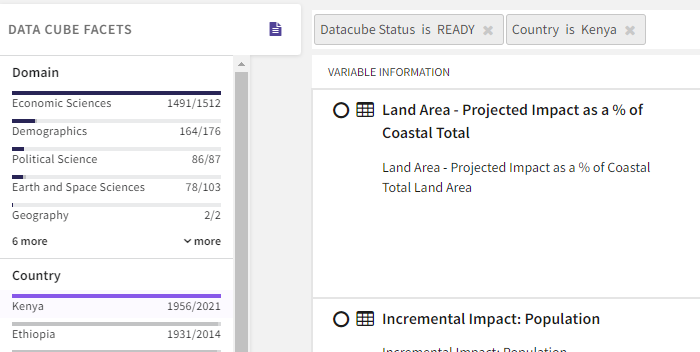 DATA CUBE FACETS
Domain
Economic Sciences 1491/1512
Demographics 164/176
Political Science 86/87
Earth and Space Sciences 78/103
Geography 2/2
6 more more
Country
Kenya 1956/2021
Ethiopia 1931/2014
Datacube Status is READY ✖ Country is Kenya ✖
VARIABLE INFORMATION
Land Area - Projected Impact as a % of
Coastal Total
Land Area - Projected Impact as a % of Coastal
Total Land Area
Incremental Impact: Population
Incremental Impact: Population